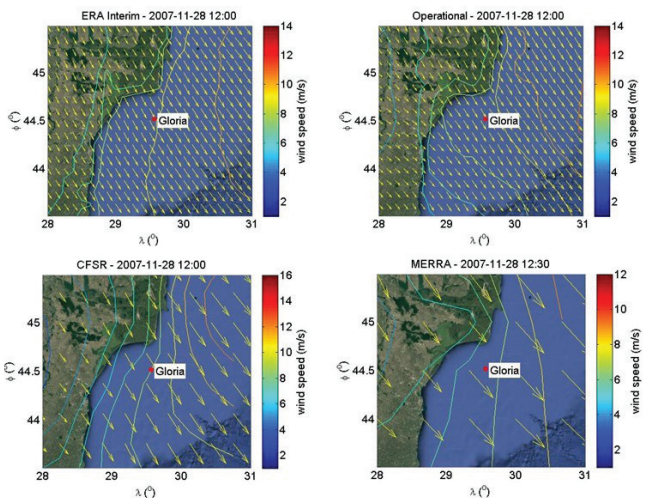 ERA Interim - 2007-11-28 12:00
45
44.5
44
φ (°)
Gloria
28
29
30
31
λ (°)
14
12
10
8
6
4
2
wind speed (m/s)
Operational - 2007-11-28 12:00
45
44.5
44
φ (°)
Gloria
28
29
30
31
λ (°)
14
12
10
8
6
4
2
wind speed (m/s)
CFSR - 2007-11-28 12:00
45
44.5
44
φ (°)
Gloria
28
29
30
31
λ (°)
16
14
12
10
8
6
4
2
wind speed (m/s)
MERRA - 2007-11-28 12:30
45
44.5
44
φ (°)
Gloria
28
29
30
31
λ (°)
12
10
8
6
4
2
wind speed (m/s)